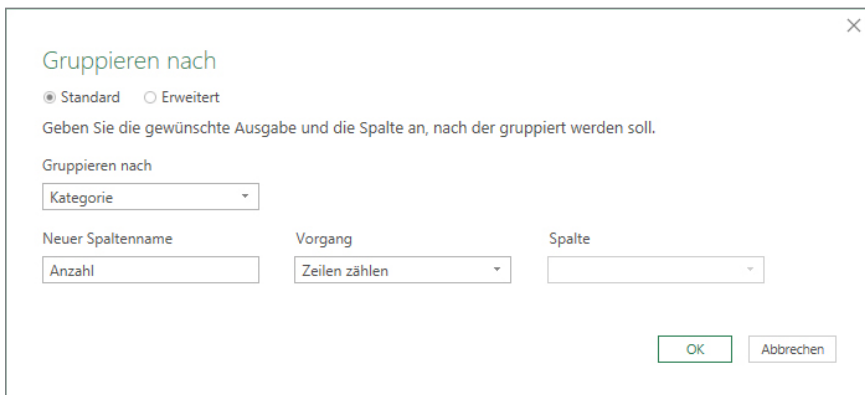 Gruppieren nach
Standard Erweitert
Geben Sie die gewünschte Ausgabe und die Spalte an, nach der gruppiert werden soll.
Gruppieren nach
Kategorie
Neuer Spaltenname Vorgang Spalte
Anzahl Zeilen zählen
OK Abbrechen